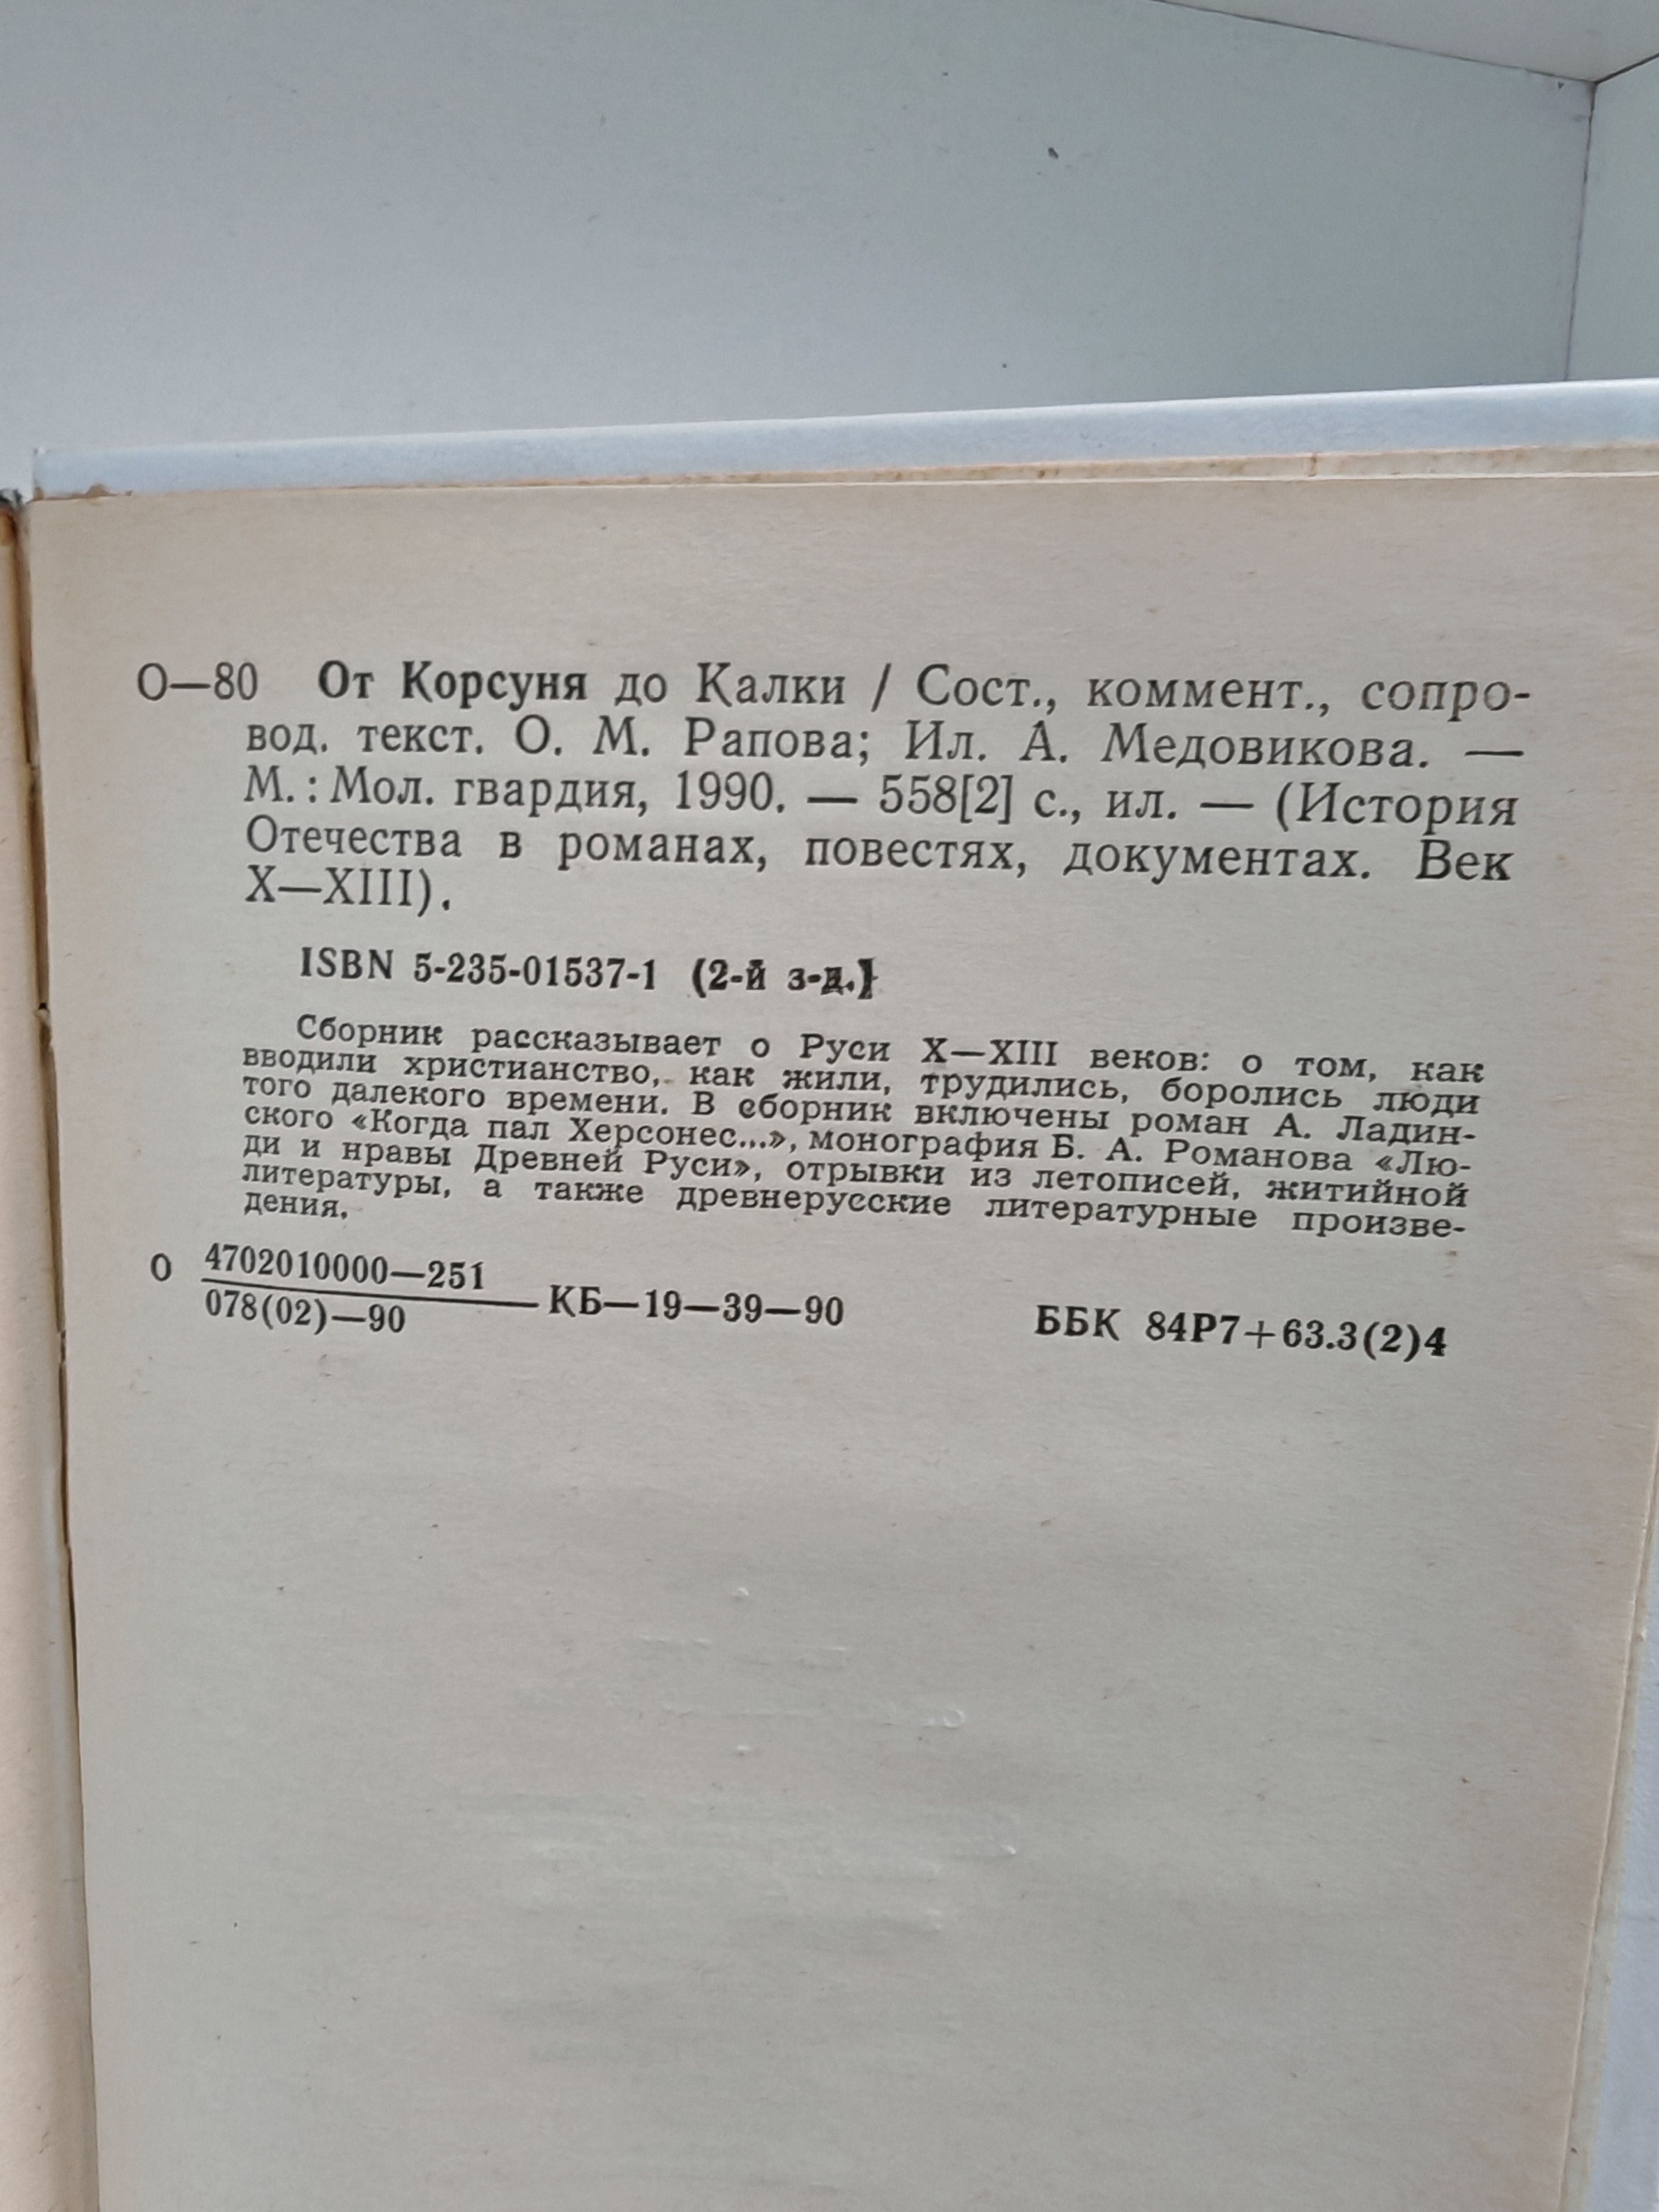 О—80 От Корсуня до Калки / Сост., коммент., сопро-
вод. текст. О. М. Рапова; Ил. А. Медовикова. —
М. : Мол. гвардия, 1990. — 558[2] с., ил. — (История
Отечества в романах, повестях, документах. Век
X—XIII).
ISBN 5-235-01537-1 (2-й з-д.)
Сборник рассказывает о Руси X—XIII веков: о том, как
вводили христианство, как жили, трудились, боролись люди
того далекого времени. В сборник включены роман А. Ладин-
ского «Когда пал Херсонес...», монография Б. А. Романова «Лю-
ди и нравы Древней Руси», отрывки из летописей, житийной
литературы, а также древнерусские литературные произве-
дения.
О 4702010000—251
078(02)—90 КБ—19—39—90 ББК 84Р7+63.3(2)4